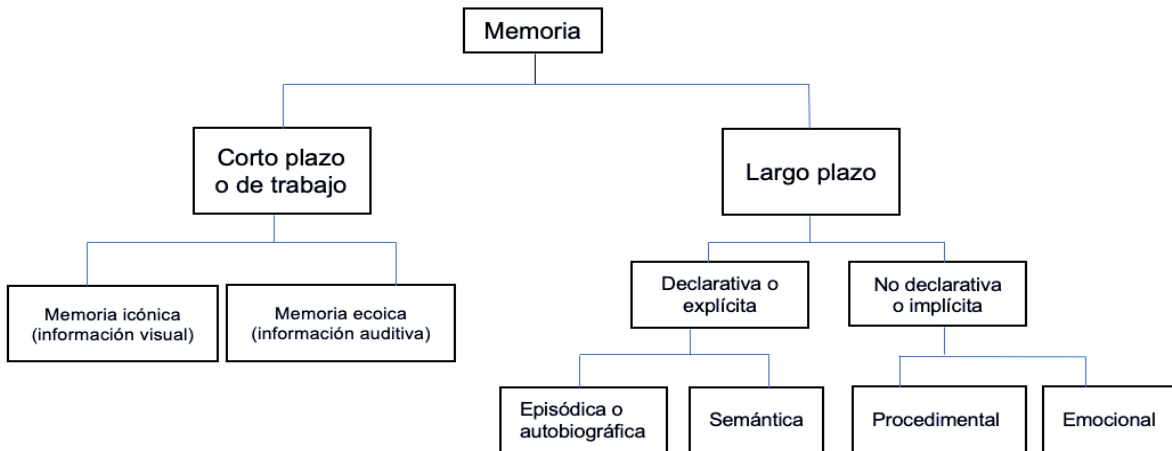 Memoria
Corto plazo
o de trabajo
Largo plazo
Memoria icónica
(información visual)
Memoria ecoica
(información auditiva)
Declarativa o
explícita
No declarativa
o implícita
Episódica o
autobiográfica
Semántica
Procedimental
Emocional